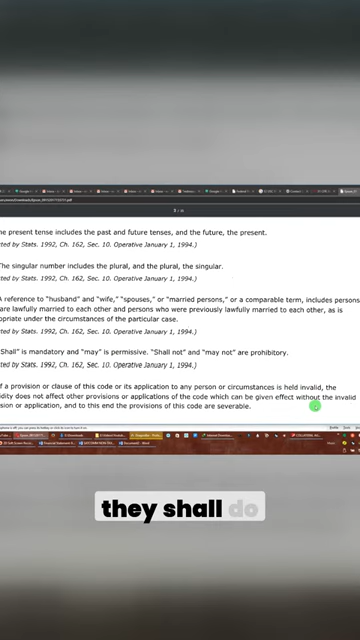 he present tense includes the past and future tenses, and the future, the present.
ted by Stats. 1992, Ch. 162, Sec. 10. Operative January 1, 1994.)
The singular number includes the plural, and the plural, the singular.
ted by Stats. 1992, Ch. 162, Sec. 10. Operative January 1, 1994.)
A reference to "husband" and "wife," "spouses," or "married persons," or a comparable term, includes persons
are lawfully married to each other and persons who were previously lawfully married to each other, as is
opriate under the circumstances of the particular case.
ted by Stats. 1992, Ch. 162, Sec. 10. Operative January 1, 1994.)
"Shall" is mandatory and "may" is permissive. "Shall not" and "may not" are prohibitory.
ted by Stats. 1992, Ch. 162, Sec. 10. Operative January 1, 1994.)
f a provision or clause of this code or its application to any person or circumstances is held invalid, the
idity does not affect other provisions or applications of the code which can be given effect without the invalid
sion or application, and to this end the provisions of this code are severable.
they shall do